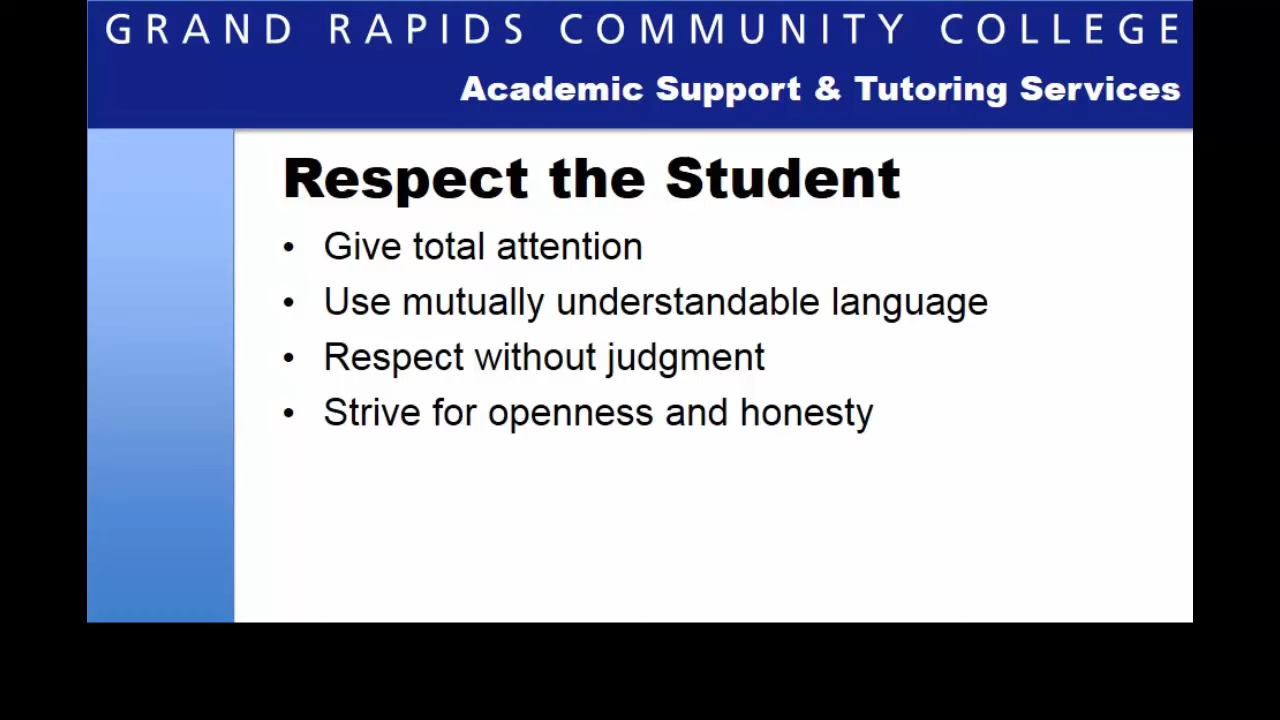 GRAND RAPIDS COMMUNITY COLLEGE
Academic Support & Tutoring Services
Respect the Student
• Give total attention
• Use mutually understandable language
• Respect without judgment
• Strive for openness and honesty